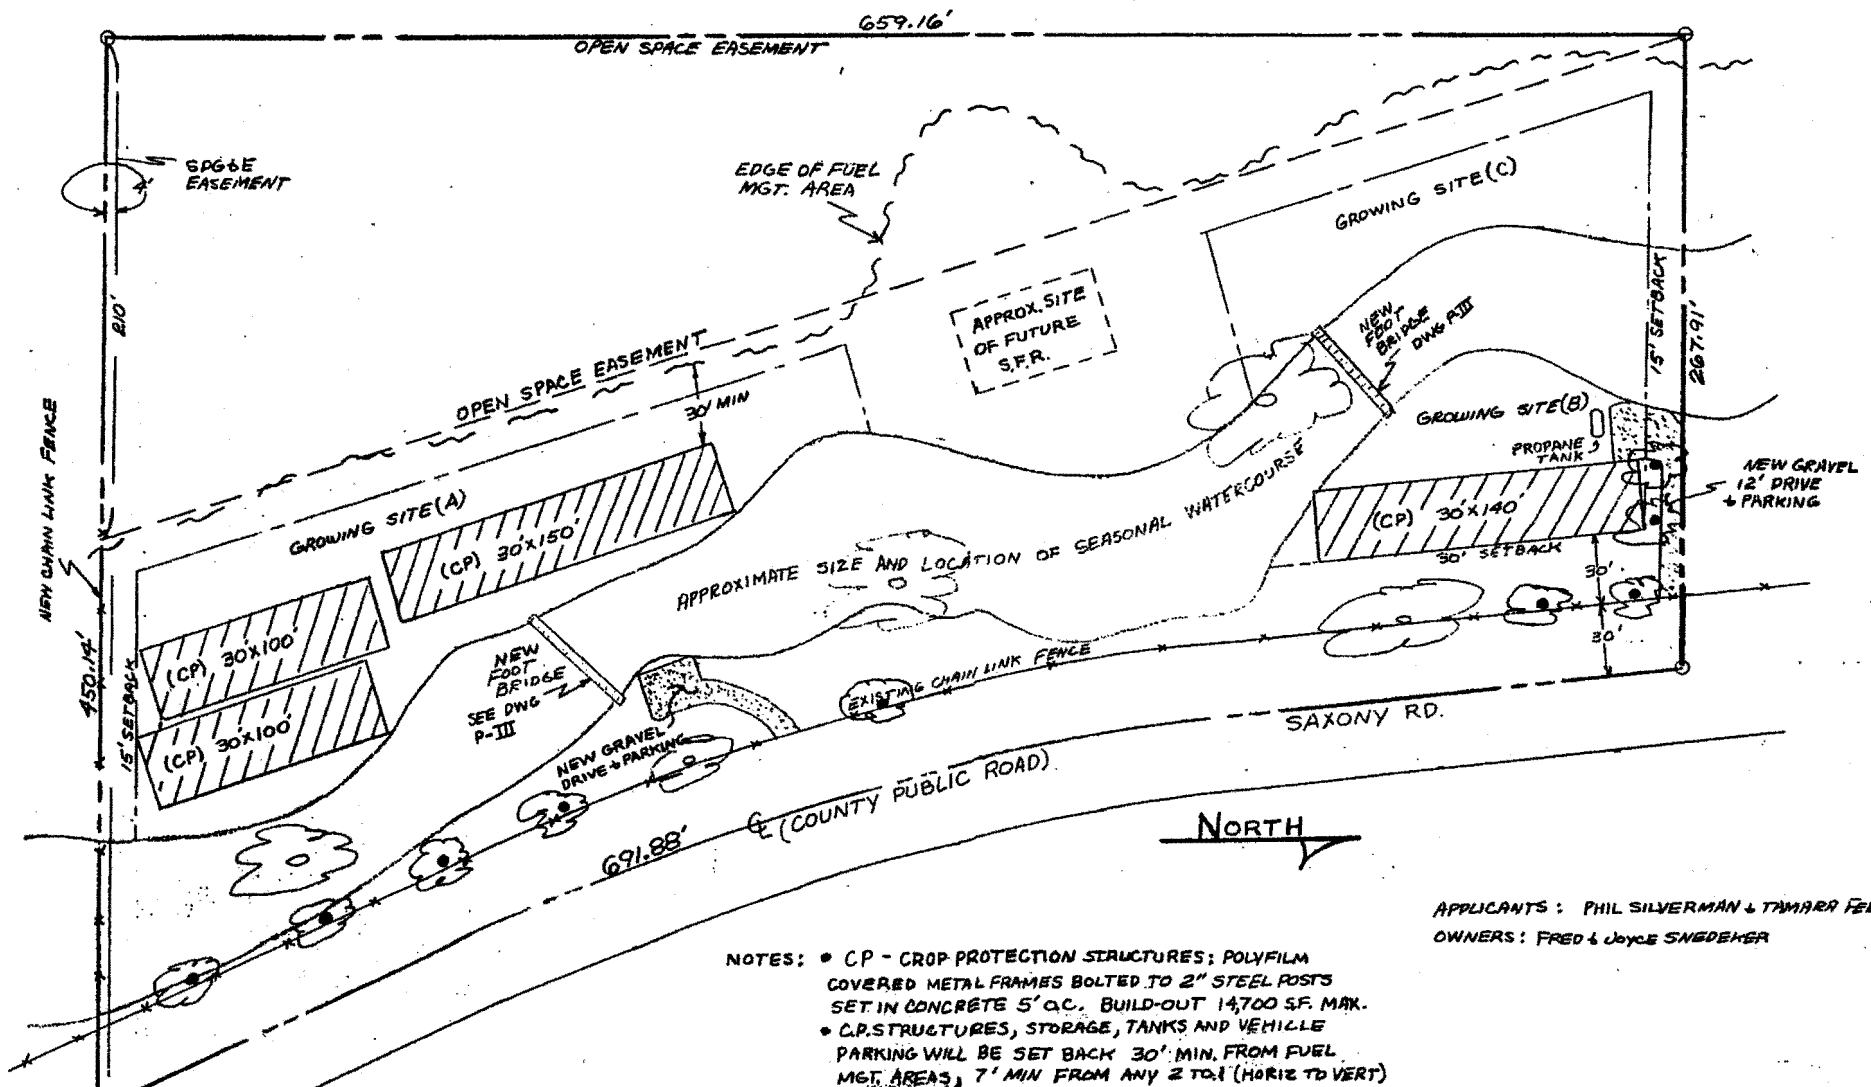 659.16'
OPEN SPACE EASEMENT
SDG&E
EASEMENT
4'
EDGE OF FUEL
MGT. AREA
GROWING SITE (C)
210'
15' SETBACK
267.91'
APPROX. SITE
OF FUTURE
S.F.R.
NEW
FOOT
BRIDGE
DWG P-III
OPEN SPACE EASEMENT
30' MIN
GROWING SITE (B)
PROPANE
TANK
NEW GRAVEL
12' DRIVE
& PARKING
NEW CHAIN LINK FENCE
GROWING SITE (A)
(CP) 30'X150'
(CP) 30'X140'
30' SETBACK
30'
30'
APPROXIMATE SIZE AND LOCATION OF SEASONAL WATERCOURSE
450.14'
15' SETBACK
(CP) 30'X100'
(CP) 30'X100'
NEW
FOOT
BRIDGE
SEE DWG
P-III
NEW GRAVEL
DRIVE & PARKING
EXISTING CHAIN LINK FENCE
SAXONY RD.
691.88'
CL (COUNTY PUBLIC ROAD)
NORTH
APPLICANTS: PHIL SILVERMAN & TAMARA FE
OWNERS: FRED & JOYCE SNEDEKER
NOTES: • CP - CROP PROTECTION STRUCTURES; POLYFILM
COVERED METAL FRAMES BOLTED TO 2" STEEL POSTS
SET IN CONCRETE 5' O.C. BUILD-OUT 14,700 S.F. MAX.
• C.P. STRUCTURES, STORAGE, TANKS AND VEHICLE
PARKING WILL BE SET BACK 30' MIN. FROM FUEL
MGT. AREAS, 7' MIN FROM ANY 2 TO 1 (HORIZ TO VERT)